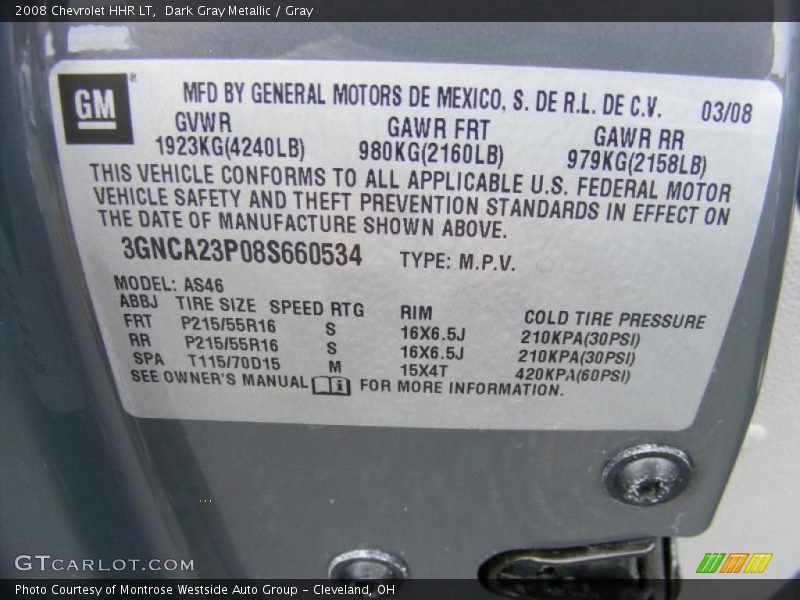 2008 Chevrolet HHR LT,  Dark Gray Metallic / Gray
GM®
MFD BY GENERAL MOTORS DE MEXICO, S. DE R.L. DE C.V. 03/08
GVWR GAWR FRT GAWR RR
1923KG(4240LB) 980KG(2160LB) 979KG(2158LB)
THIS VEHICLE CONFORMS TO ALL APPLICABLE U.S. FEDERAL MOTOR
VEHICLE SAFETY AND THEFT PREVENTION STANDARDS IN EFFECT ON
THE DATE OF MANUFACTURE SHOWN ABOVE.
3GNCA23P08S660534 TYPE: M.P.V.
MODEL: AS46
ABBJ TIRE SIZE SPEED RTG RIM COLD TIRE PRESSURE
FRT P215/55R16 S 16X6.5J 210KPA(30PSI)
RR P215/55R16 S 16X6.5J 210KPA(30PSI)
SPA T115/70D15 M 15X4T 420KPA(60PSI)
SEE OWNER'S MANUAL FOR MORE INFORMATION.
GTCARLOT.COM
Photo Courtesy of Montrose Westside Auto Group – Cleveland, OH